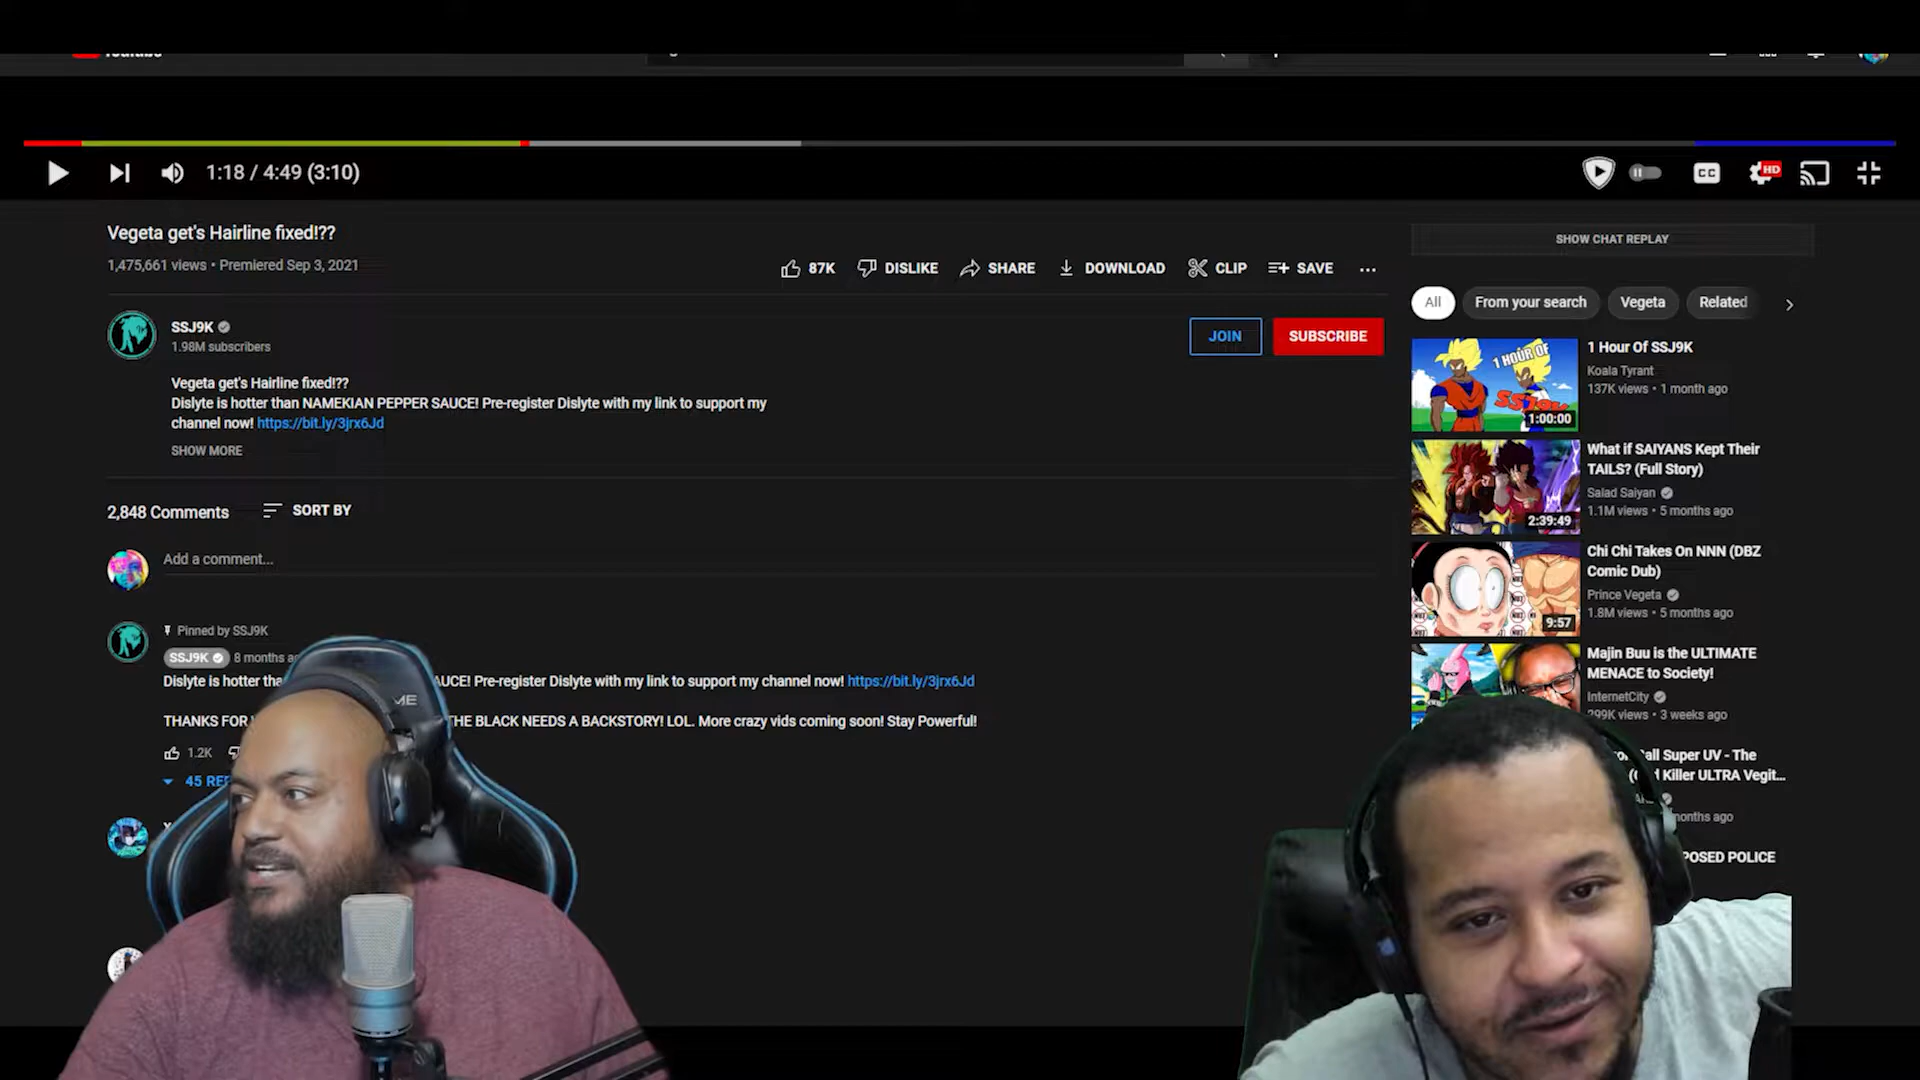 1:18 / 4:49 (3:10)
CC
HD
Vegeta get's Hairline fixed!??
1,475,661 views • Premiered Sep 3, 2021
87K
DISLIKE
SHARE
DOWNLOAD
CLIP
SAVE
SSJ9K
1.98M subscribers
JOIN
SUBSCRIBE
Vegeta get's Hairline fixed!??
Dislyte is hotter than NAMEKIAN PEPPER SAUCE! Pre-register Dislyte with my link to support my
channel now! https://bit.ly/3jrx6Jd
SHOW MORE
2,848 Comments
SORT BY
Add a comment...
Pinned by SSJ9K
SSJ9K
8 months
Dislyte is hotter
UCE! Pre-register Dislyte with my link to support my channel now! https://bit.ly/3jrx6Jd
THANKS FOR
THE BLACK NEEDS A BACKSTORY! LOL. More crazy vids coming soon! Stay Powerful!
1.2K
45
SHOW CHAT REPLAY
All
From your search
Vegeta
Related
1 HOUR OF
1:00:00
1 Hour Of SSJ9K
Koala Tyrant
137K views • 1 month ago
2:39:49
What if SAIYANS Kept Their
TAILS? (Full Story)
Salad Saiyan
1.1M views • 5 months ago
9:57
Chi Chi Takes On NNN (DBZ
Comic Dub)
Prince Vegeta
1.8M views • 5 months ago
Majin Buu is the ULTIMATE
MENACE to Society!
InternetCity
299K views • 3 weeks ago
all Super UV - The
d Killer ULTRA Vegit...
months ago
POSED POLICE